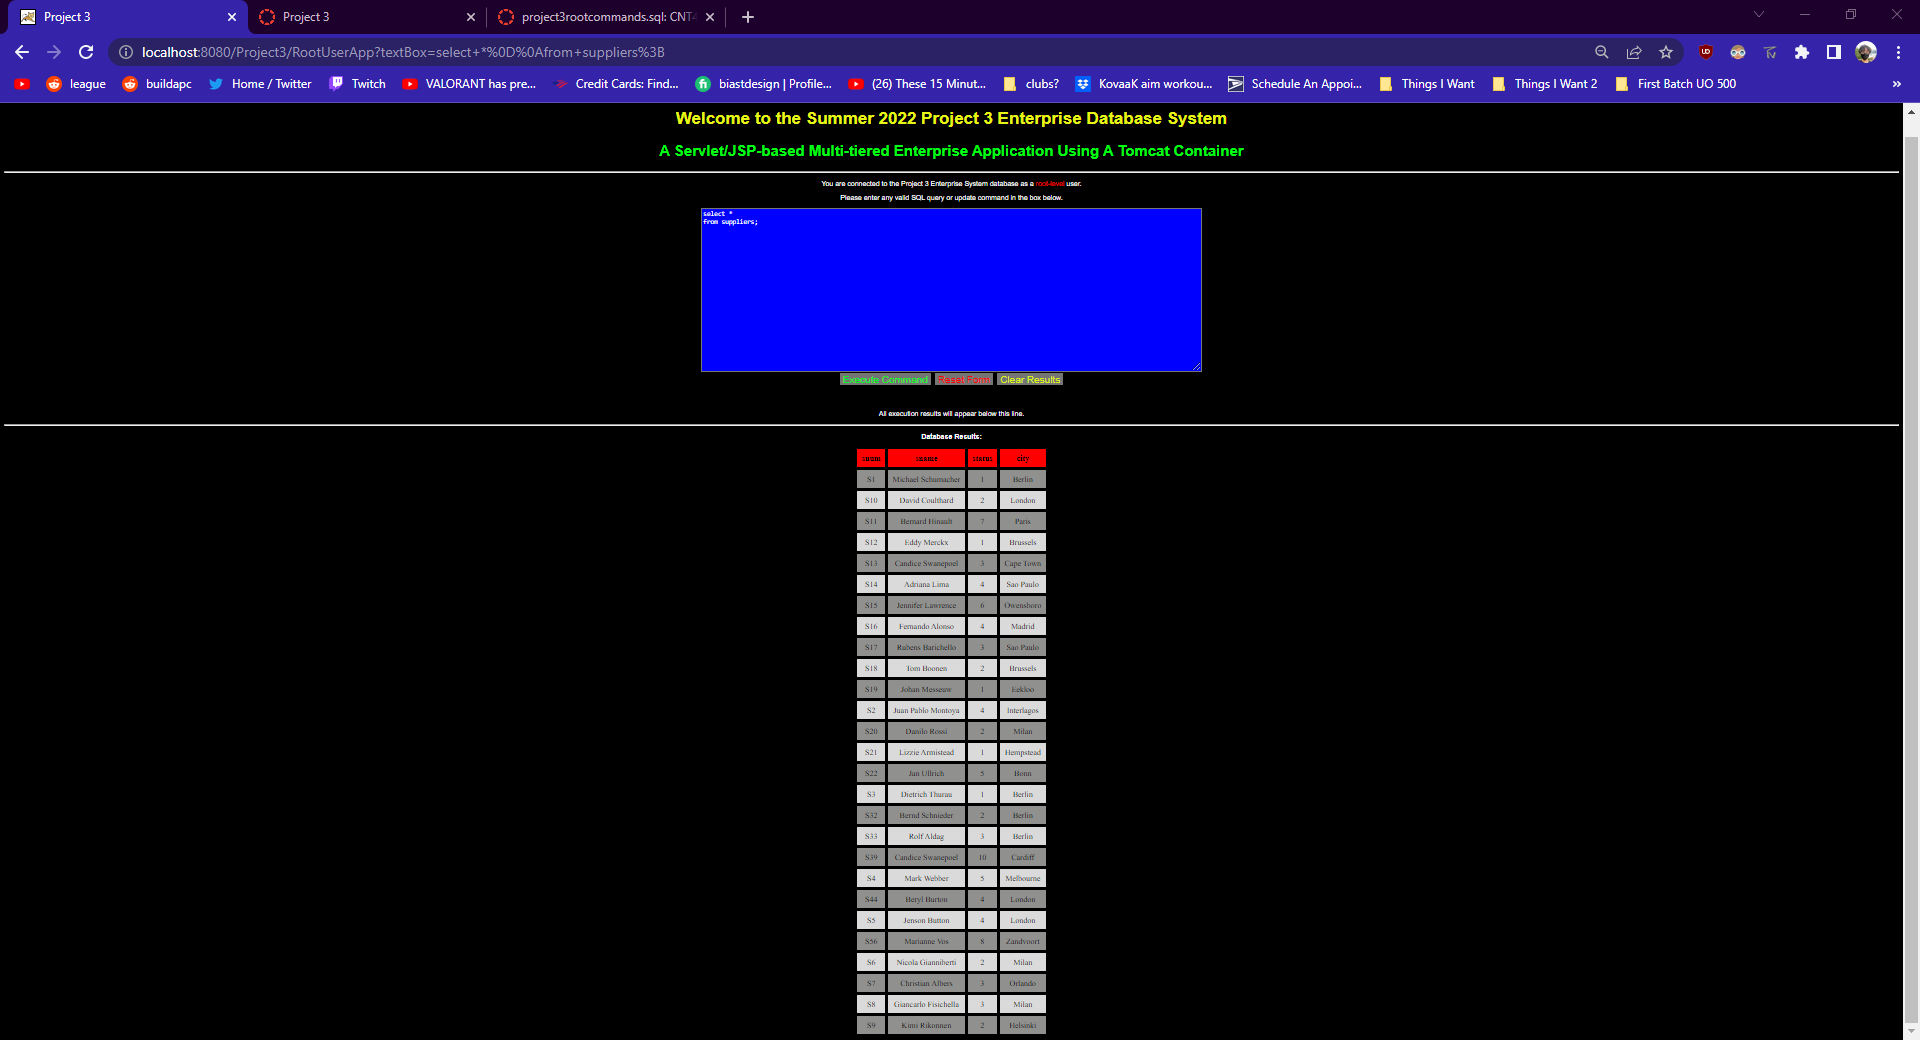 Project 3
Project 3
project3rootcommands.sql: CNT4
localhost:8080/Project3/RootUserApp?textBox=select+*%0D%0Afrom+suppliers%3B
league
buildapc
Home / Twitter
Twitch
VALORANT has pre...
Credit Cards: Find...
biastdesign | Profile...
(26) These 15 Minut...
clubs?
KovaaK aim workou...
Schedule An Appoi...
Things I Want
Things I Want 2
First Batch UO 500
»
Welcome to the Summer 2022 Project 3 Enterprise Database System
A Servlet/JSP-based Multi-tiered Enterprise Application Using A Tomcat Container
You are connected to the Project 3 Enterprise System database as a root-level user.
Please enter any valid SQL query or update command in the box below.
select *
from suppliers;
Execute Command Reset Form Clear Results
All execution results will appear below this line.
Database Results:
snum sname status city
S1 Michael Schumacher 1 Berlin
S10 David Coulthard 2 London
S11 Bernard Hinault 7 Paris
S12 Eddy Merckx 1 Brussels
S13 Candice Swanepoel 3 Cape Town
S14 Adriana Lima 4 Sao Paulo
S15 Jennifer Lawrence 6 Owensboro
S16 Fernando Alonso 4 Madrid
S17 Rubens Barichello 3 Sao Paulo
S18 Tom Boonen 2 Brussels
S19 Johan Messeuw 1 Eekloo
S2 Juan Pablo Montoya 4 Interlagos
S20 Danilo Rossi 2 Milan
S21 Lizzie Armistead 1 Hempstead
S22 Jan Ullrich 5 Bonn
S3 Dietrich Thurau 1 Berlin
S32 Bernd Schnieder 2 Berlin
S33 Rolf Aldag 3 Berlin
S39 Candice Swanepoel 10 Cardiff
S4 Mark Webber 5 Melbourne
S44 Beryl Burton 4 London
S5 Jenson Button 4 London
S56 Marianne Vos 8 Zandvoort
S6 Nicola Gianniberti 2 Milan
S7 Christian Albers 3 Orlando
S8 Giancarlo Fisichella 3 Milan
S9 Kimi Rikonnen 2 Helsinki